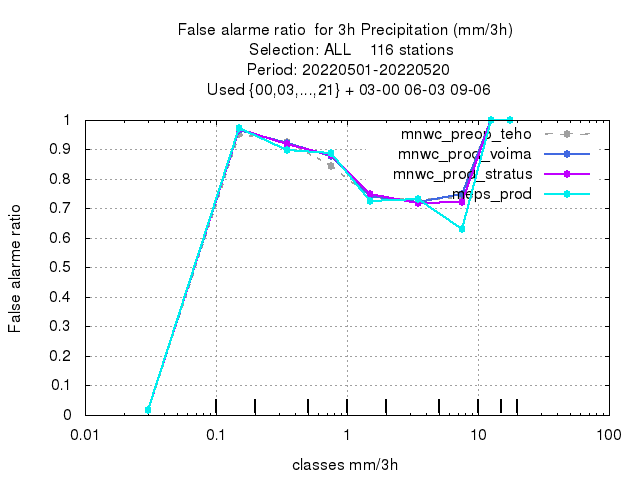 False alarme ratio  for 3h Precipitation (mm/3h)
Selection: ALL    116 stations
Period: 20220501-20220520
Used {00,03,...,21} + 03-00 06-03 09-06
mnwc_preop_teho
mnwc_prod_voima
mnwc_prod_stratus
meps_prod
False alarme ratio
1
0.9
0.8
0.7
0.6
0.5
0.4
0.3
0.2
0.1
0
0.01 0.1 1 10 100
classes mm/3h